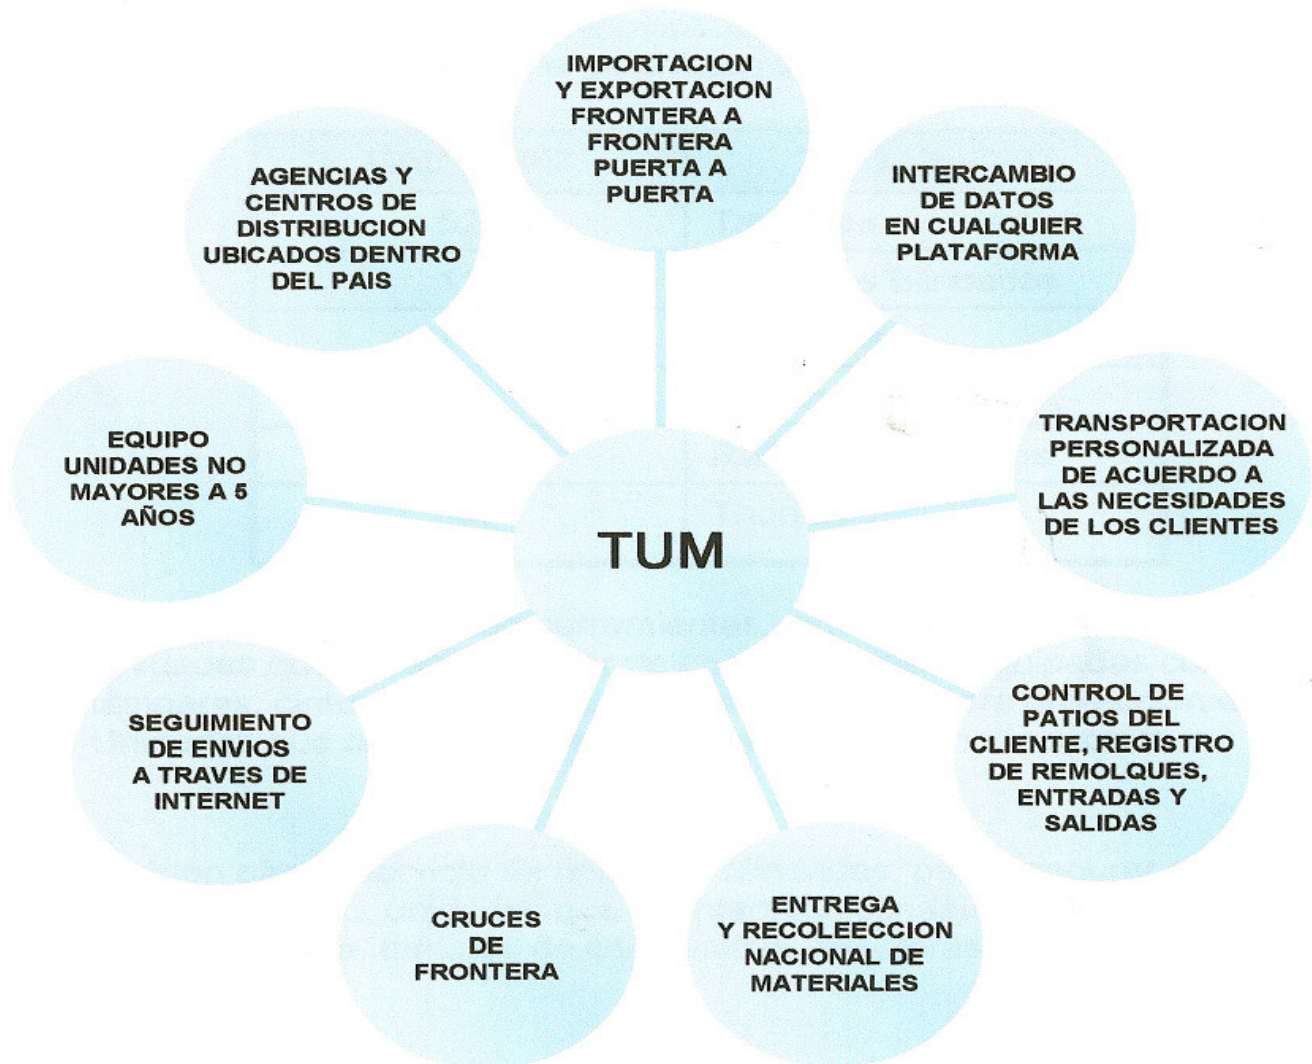 IMPORTACION
Y EXPORTACION
FRONTERA A
FRONTERA
PUERTA A
PUERTA
INTERCAMBIO
DE DATOS
EN CUALQUIER
PLATAFORMA
TRANSPORTACION
PERSONALIZADA
DE ACUERDO A
LAS NECESIDADES
DE LOS CLIENTES
CONTROL DE
PATIOS DEL
CLIENTE, REGISTRO
DE REMOLQUES,
ENTRADAS Y
SALIDAS
ENTREGA
Y RECOLEECCION
NACIONAL DE
MATERIALES
CRUCES
DE
FRONTERA
SEGUIMIENTO
DE ENVIOS
A TRAVES DE
INTERNET
EQUIPO
UNIDADES NO
MAYORES A 5
AÑOS
AGENCIAS Y
CENTROS DE
DISTRIBUCION
UBICADOS DENTRO
DEL PAIS
TUM